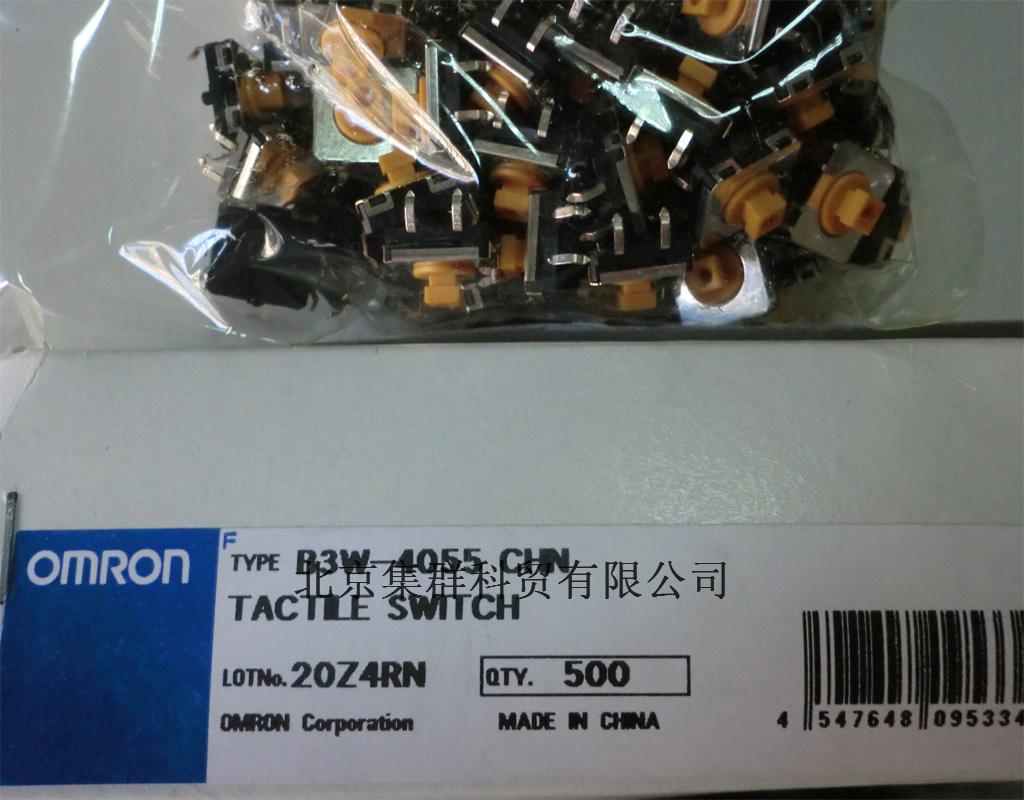 OMRON
F
TYPE B3W-4055 CHN
北京集群科贸有限公司
TACTILE SWITCH
LOTNo. 20Z4RN QTY. 500
OMRON Corporation MADE IN CHINA
4 547648 095334